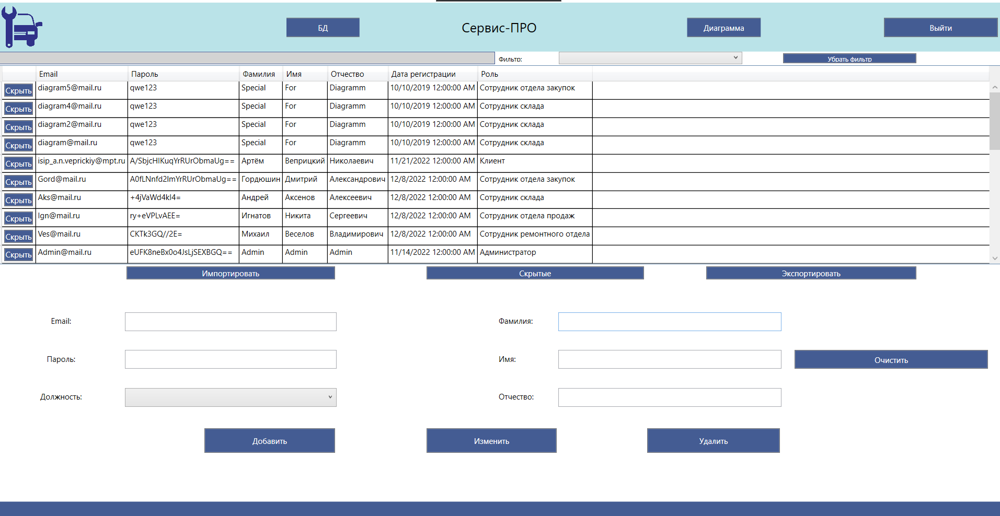 БД Сервис-ПРО Диаграмма Выйти
Фильтр: Убрать фильтр
Email Пароль Фамилия Имя Отчество Дата регистрации Роль
Скрыть diagram5@mail.ru qwe123 Special For Diagramm 10/10/2019 12:00:00 AM Сотрудник отдела закупок
Скрыть diagram4@mail.ru qwe123 Special For Diagramm 10/10/2019 12:00:00 AM Сотрудник склада
Скрыть diagram2@mail.ru qwe123 Special For Diagramm 10/10/2019 12:00:00 AM Сотрудник склада
Скрыть diagram@mail.ru qwe123 Special For Diagramm 10/10/2019 12:00:00 AM Сотрудник склада
Скрыть isip_a.n.veprickiy@mpt.ru A/SbjcHIKuqYrRUrObmaUg== Артём Веприцкий Николаевич 11/21/2022 12:00:00 AM Клиент
Скрыть Gord@mail.ru A0fLNnfd2ImYrRUrObmaUg== Гордюшин Дмитрий Александрович 12/8/2022 12:00:00 AM Сотрудник отдела закупок
Скрыть Aks@mail.ru +4jVaWd4kI4= Андрей Аксенов Алексеевич 12/8/2022 12:00:00 AM Сотрудник склада
Скрыть Ign@mail.ru ry+eVPLvAEE= Игнатов Никита Сергеевич 12/8/2022 12:00:00 AM Сотрудник отдела продаж
Скрыть Ves@mail.ru CKTk3GQ//2E= Михаил Веселов Владимирович 12/8/2022 12:00:00 AM Сотрудник ремонтного отдела
Скрыть Admin@mail.ru eUFK8neBx0o4JsLjSEXBGQ== Admin Admin Admin 11/14/2022 12:00:00 AM Администратор
Импортировать Скрытые Экспортировать
Email: Фамилия:
Пароль: Имя: Очистить
Должность: Отчество:
Добавить Изменить Удалить